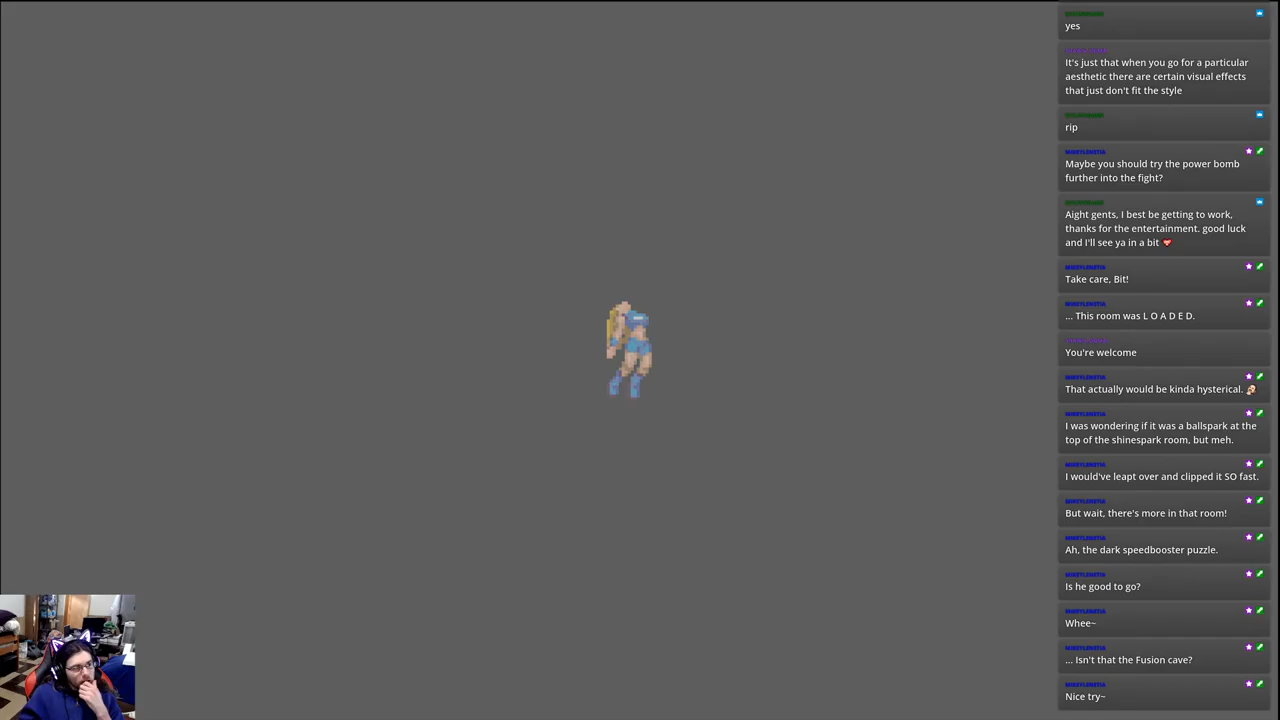 yes
It's just that when you go for a particular
aesthetic there are certain visual effects
that just don't fit the style
rip
Maybe you should try the power bomb
further into the fight?
Aight gents, I best be getting to work,
thanks for the entertainment. good luck
and I'll see ya in a bit
Take care, Bit!
... This room was L O A D E D.
You're welcome
That actually would be kinda hysterical.
I was wondering if it was a ballspark at the
top of the shinespark room, but meh.
I would've leapt over and clipped it SO fast.
But wait, there's more in that room!
Ah, the dark speedbooster puzzle.
Is he good to go?
Whee~
... Isn't that the Fusion cave?
Nice try~